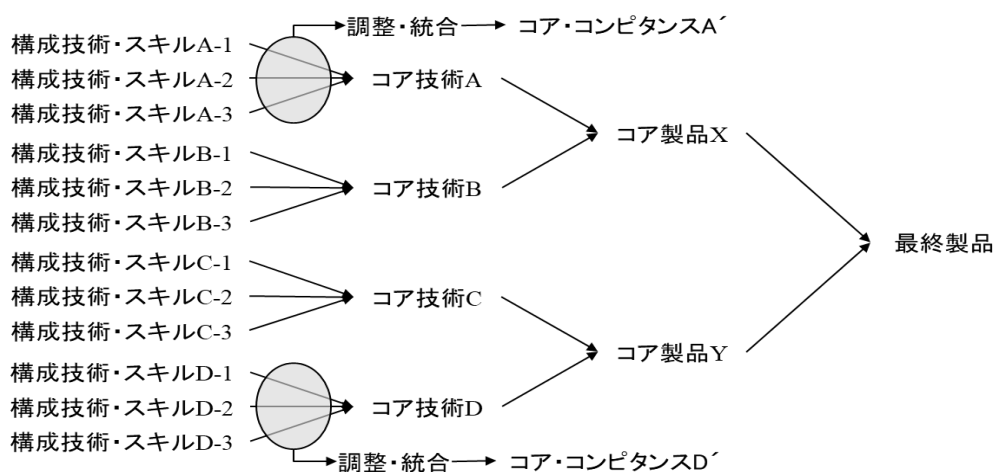 調整・統合 コア・コンピタンスA´
構成技術・スキルA-1
構成技術・スキルA-2 コア技術A
構成技術・スキルA-3
コア製品X
構成技術・スキルB-1
構成技術・スキルB-2 コア技術B
構成技術・スキルB-3
最終製品
構成技術・スキルC-1
構成技術・スキルC-2 コア技術C
構成技術・スキルC-3
コア製品Y
構成技術・スキルD-1
構成技術・スキルD-2 コア技術D
構成技術・スキルD-3
調整・統合 コア・コンピタンスD´